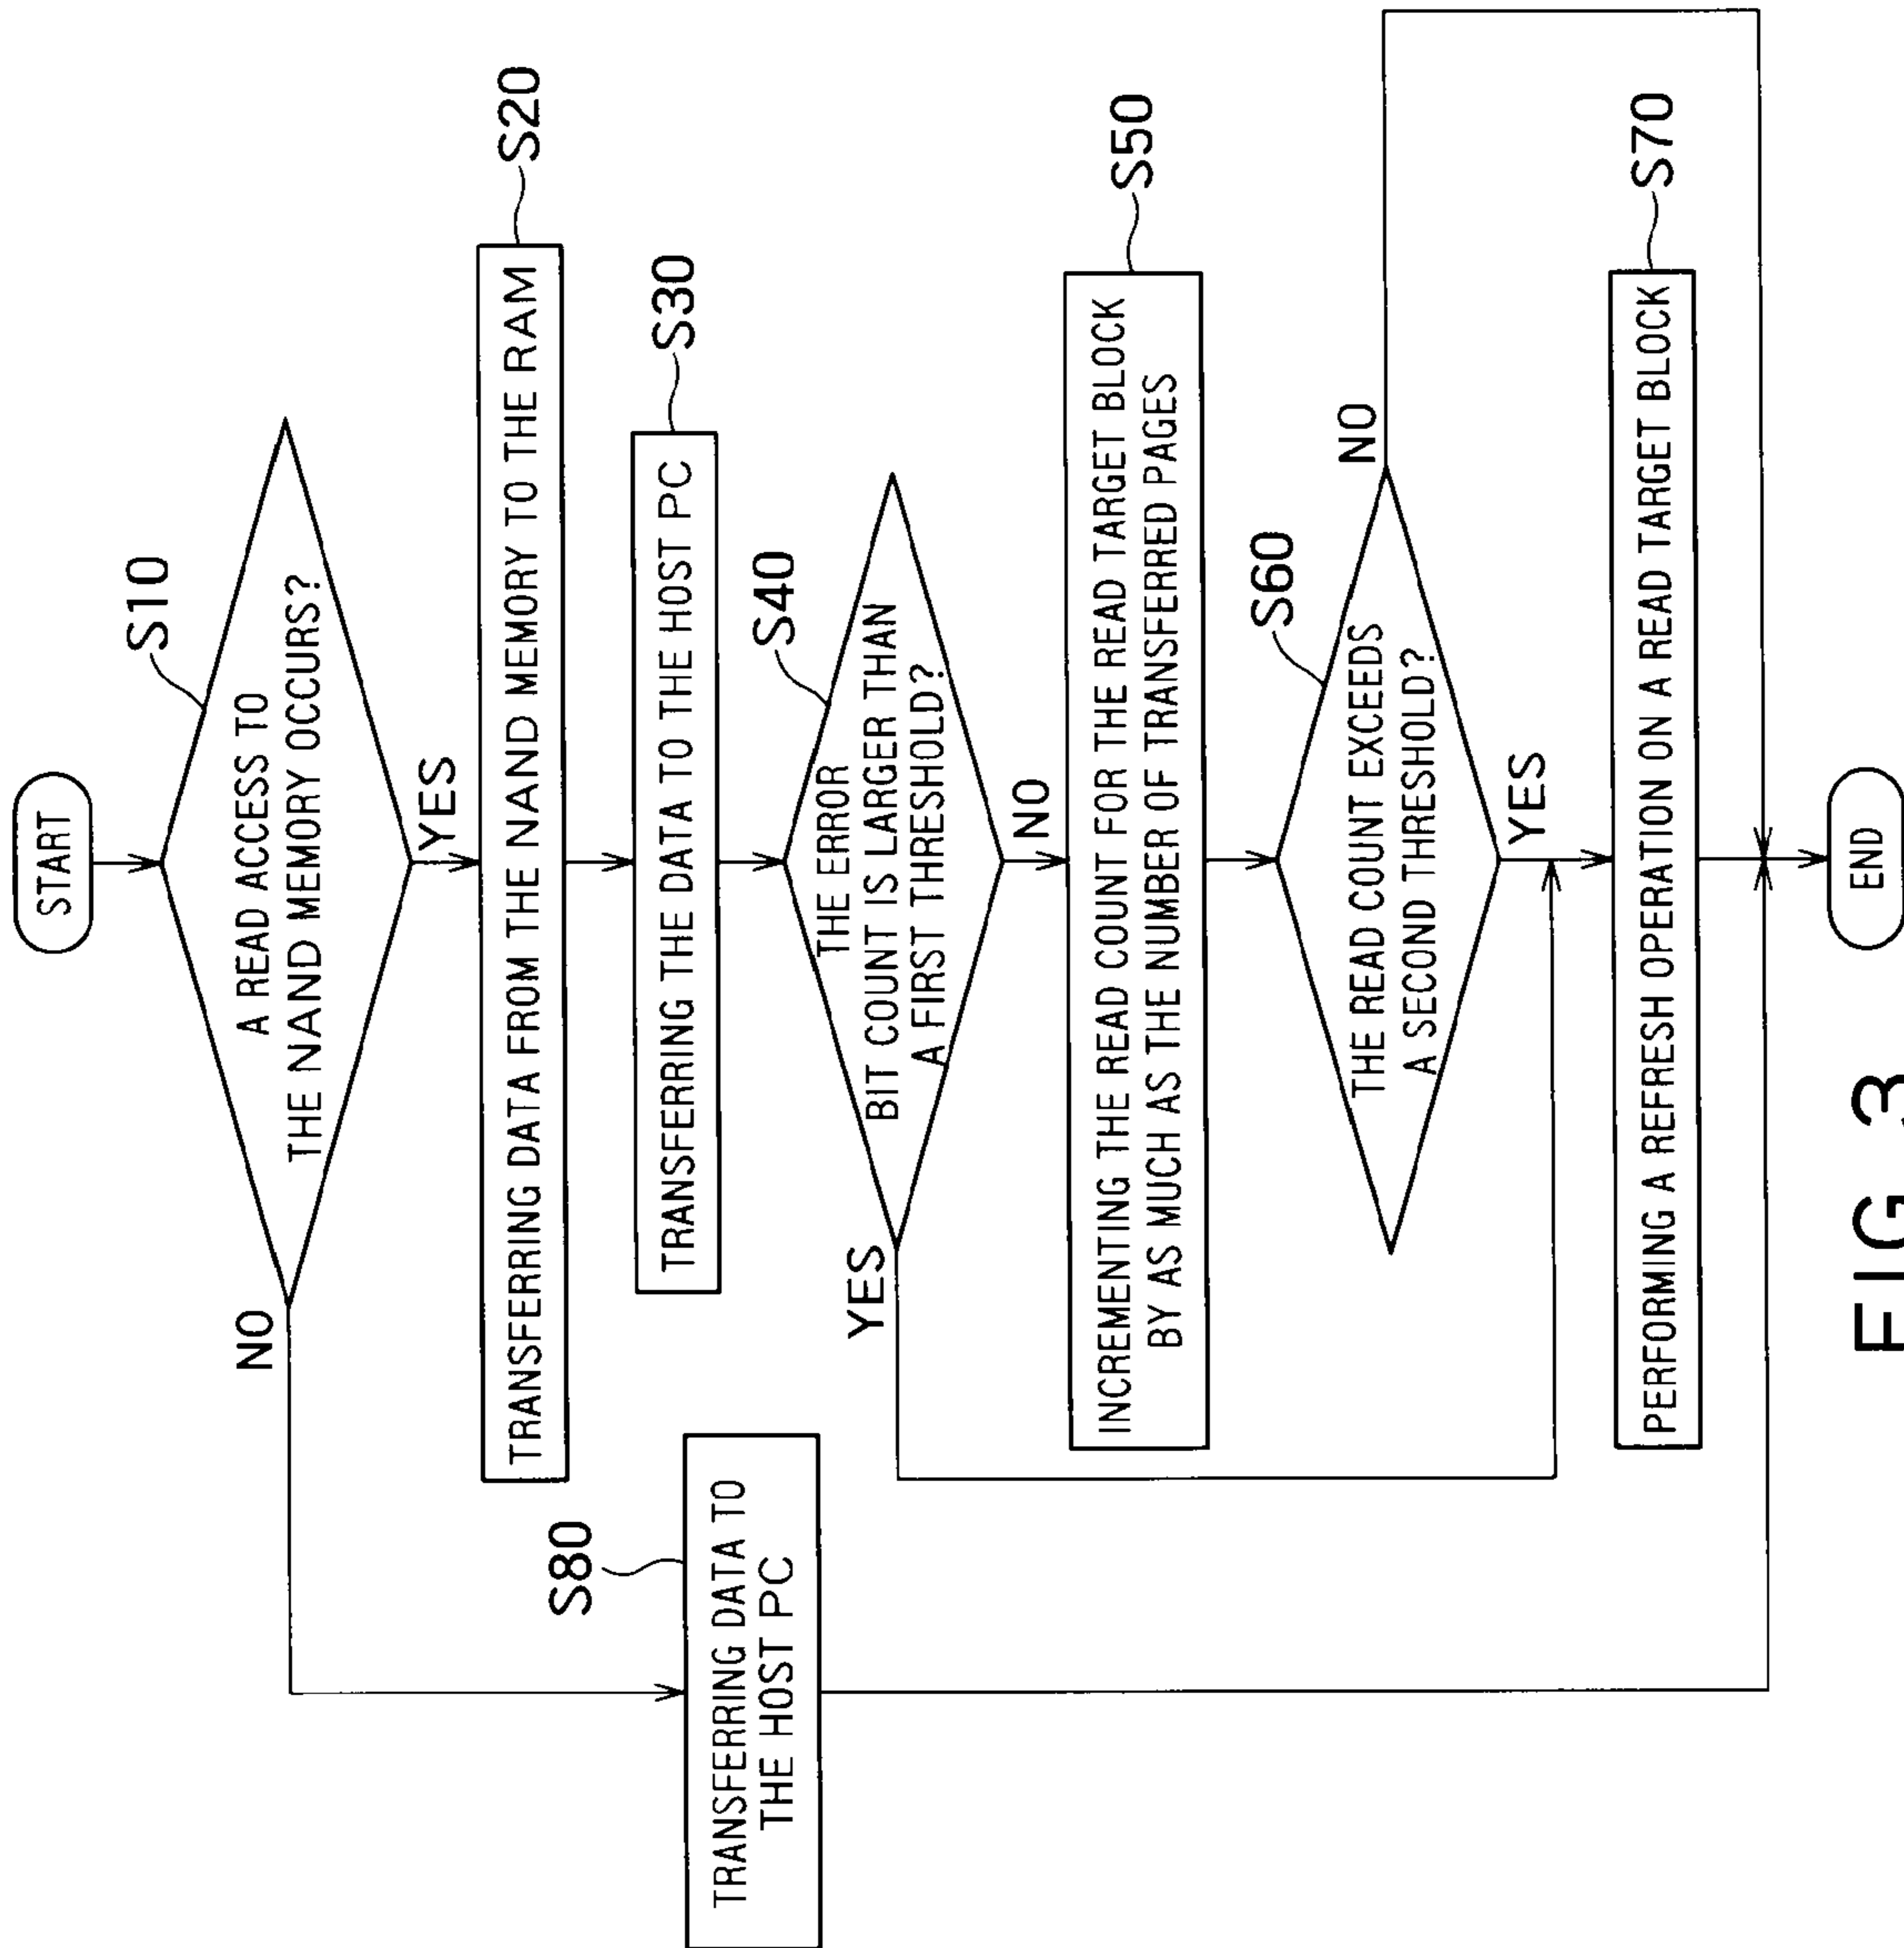 START
S10
A READ ACCESS TO
THE NAND MEMORY OCCURS?
NO
YES
S20
TRANSFERRING DATA FROM THE NAND MEMORY TO THE RAM
S30
TRANSFERRING THE DATA TO THE HOST PC
S80
TRANSFERRING DATA TO
THE HOST PC
S40
THE ERROR
BIT COUNT IS LARGER THAN
A FIRST THRESHOLD?
YES
NO
S50
INCREMENTING THE READ COUNT FOR THE READ TARGET BLOCK
BY AS MUCH AS THE NUMBER OF TRANSFERRED PAGES
S60
THE READ COUNT EXCEEDS
A SECOND THRESHOLD?
NO
YES
S70
PERFORMING A REFRESH OPERATION ON A READ TARGET BLOCK
END
FIG.3